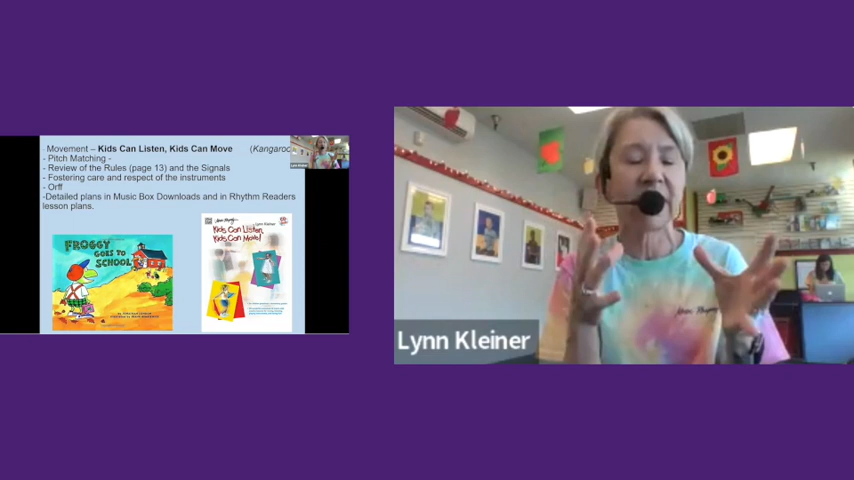 - Movement – Kids Can Listen, Kids Can Move (Kangaroo
- Pitch Matching -
- Review of the Rules (page 13) and the Signals
- Fostering care and respect of the instruments
- Orff
-Detailed plans in Music Box Downloads and in Rhythm Readers
lesson plans.
FROGGY
GOES TO
SCHOOL
Lynn Kleiner
Kids Can Listen,
Kids Can Move!
Lynn Kleiner